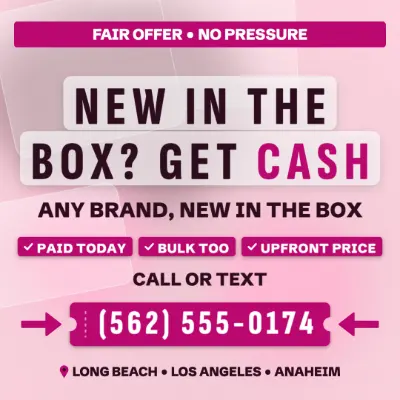 FAIR OFFER • NO PRESSURE
NEW IN THE
BOX? GET CASH
ANY BRAND, NEW IN THE BOX
✓ PAID TODAY ✓ BULK TOO ✓ UPFRONT PRICE
CALL OR TEXT
(562) 555-0174
LONG BEACH • LOS ANGELES • ANAHEIM